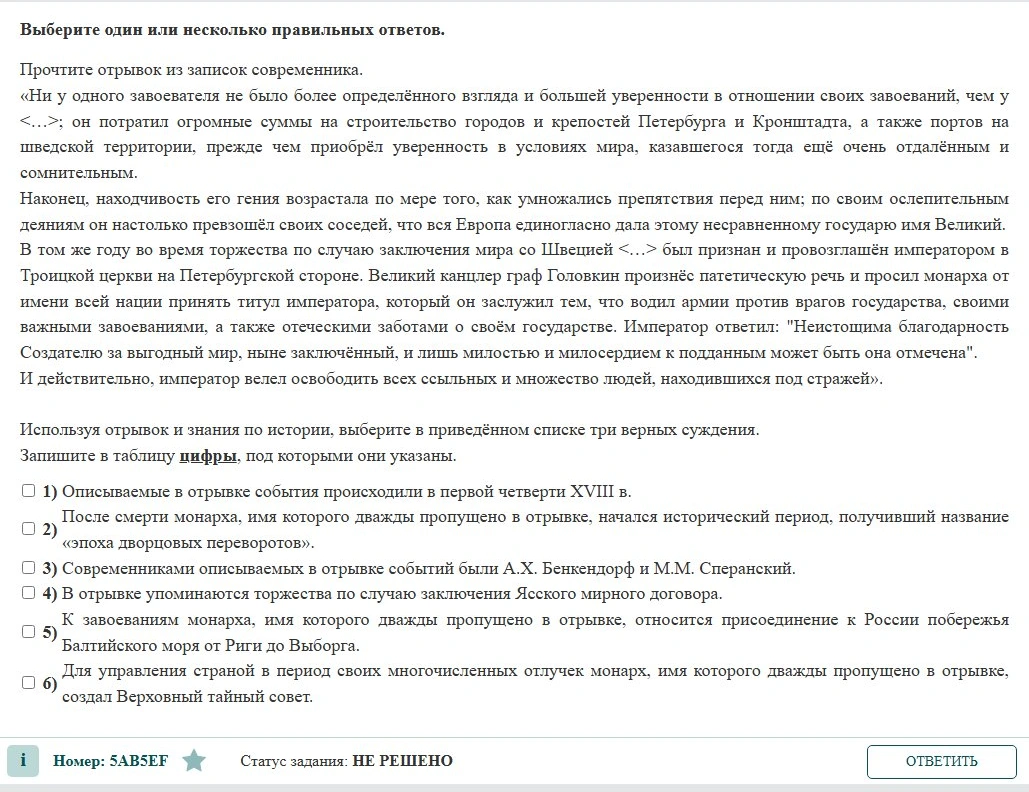 Выберите один или несколько правильных ответов.
Прочтите отрывок из записок современника.
«Ни у одного завоевателя не было более определённого взгляда и большей уверенности в отношении своих завоеваний, чем у
<…>; он потратил огромные суммы на строительство городов и крепостей Петербурга и Кронштадта, а также портов на
шведской территории, прежде чем приобрёл уверенность в условиях мира, казавшегося тогда ещё очень отдалённым и
сомнительным.
Наконец, находчивость его гения возрастала по мере того, как умножались препятствия перед ним; по своим ослепительным
деяниям он настолько превзошёл своих соседей, что вся Европа единогласно дала этому несравненному государю имя Великий.
В том же году во время торжества по случаю заключения мира со Швецией <…> был признан и провозглашён императором в
Троицкой церкви на Петербургской стороне. Великий канцлер граф Головкин произнёс патетическую речь и просил монарха от
имени всей нации принять титул императора, который он заслужил тем, что водил армии против врагов государства, своими
важными завоеваниями, а также отеческими заботами о своём государстве. Император ответил: "Неистощима благодарность
Создателю за выгодный мир, ныне заключённый, и лишь милостью и милосердием к подданным может быть она отмечена".
И действительно, император велел освободить всех ссыльных и множество людей, находившихся под стражей».
Используя отрывок и знания по истории, выберите в приведённом списке три верных суждения.
Запишите в таблицу цифры, под которыми они указаны.
1) Описываемые в отрывке события происходили в первой четверти XVIII в.
2) После смерти монарха, имя которого дважды пропущено в отрывке, начался исторический период, получивший название
«эпоха дворцовых переворотов».
3) Современниками описываемых в отрывке событий были А.Х. Бенкендорф и М.М. Сперанский.
4) В отрывке упоминаются торжества по случаю заключения Ясского мирного договора.
5) К завоеваниям монарха, имя которого дважды пропущено в отрывке, относится присоединение к России побережья
Балтийского моря от Риги до Выборга.
6) Для управления страной в период своих многочисленных отлучек монарх, имя которого дважды пропущено в отрывке,
создал Верховный тайный совет.
i Номер: 5AB5EF Статус задания: НЕ РЕШЕНО ОТВЕТИТЬ